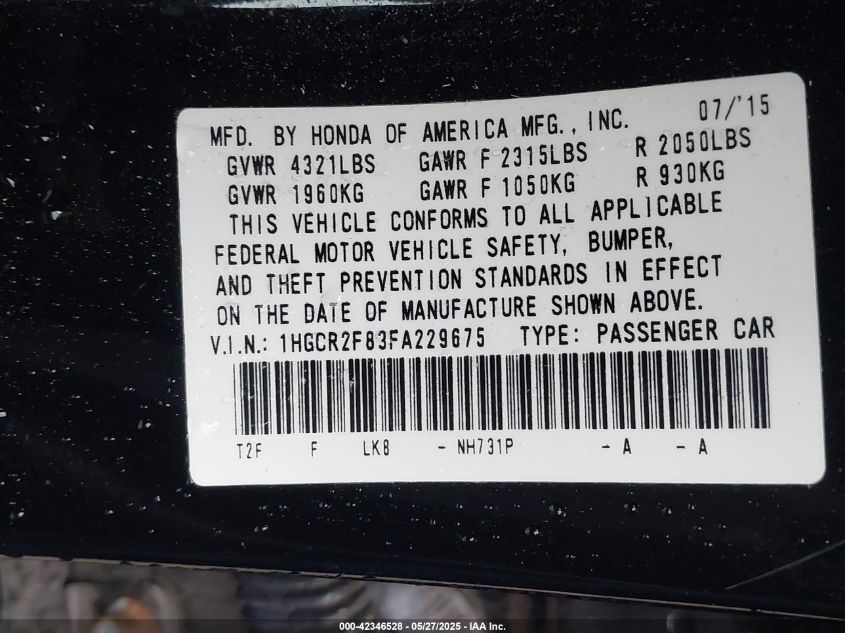 07/'15
MFD. BY HONDA OF AMERICA MFG., INC.
GVWR 4321LBS GAWR F 2315LBS R 2050LBS
GVWR 1960KG GAWR F 1050KG R 930KG
THIS VEHICLE CONFORMS TO ALL APPLICABLE
FEDERAL MOTOR VEHICLE SAFETY, BUMPER,
AND THEFT PREVENTION STANDARDS IN EFFECT
ON THE DATE OF MANUFACTURE SHOWN ABOVE.
V.I.N.: 1HGCR2F83FA229675 TYPE: PASSENGER CAR
T2F F LK8 - NH731P - A - A
000-42346528 - 05/27/2025 - IAA Inc.